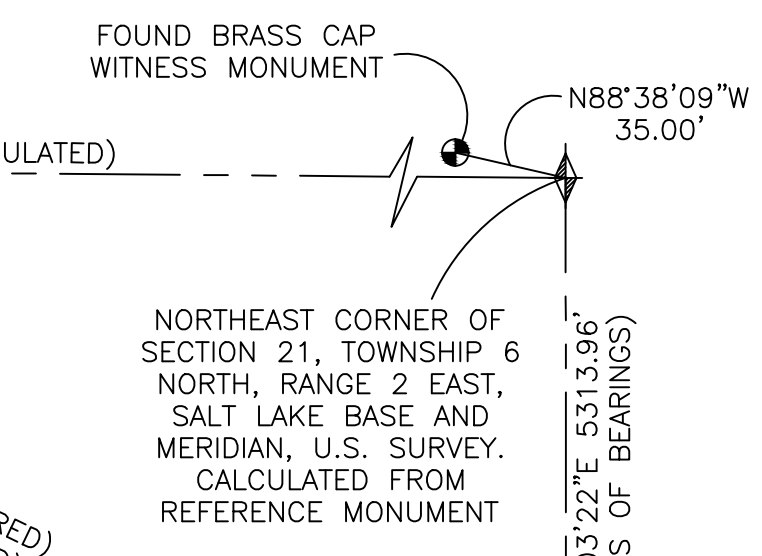 FOUND BRASS CAP
WITNESS MONUMENT
N88°38'09"W
35.00'
ULATED)
NORTHEAST CORNER OF
SECTION 21, TOWNSHIP 6
NORTH, RANGE 2 EAST,
SALT LAKE BASE AND
MERIDIAN, U.S. SURVEY.
CALCULATED FROM
REFERENCE MONUMENT
03'22"E 5313.96'
S OF BEARINGS)
RED)